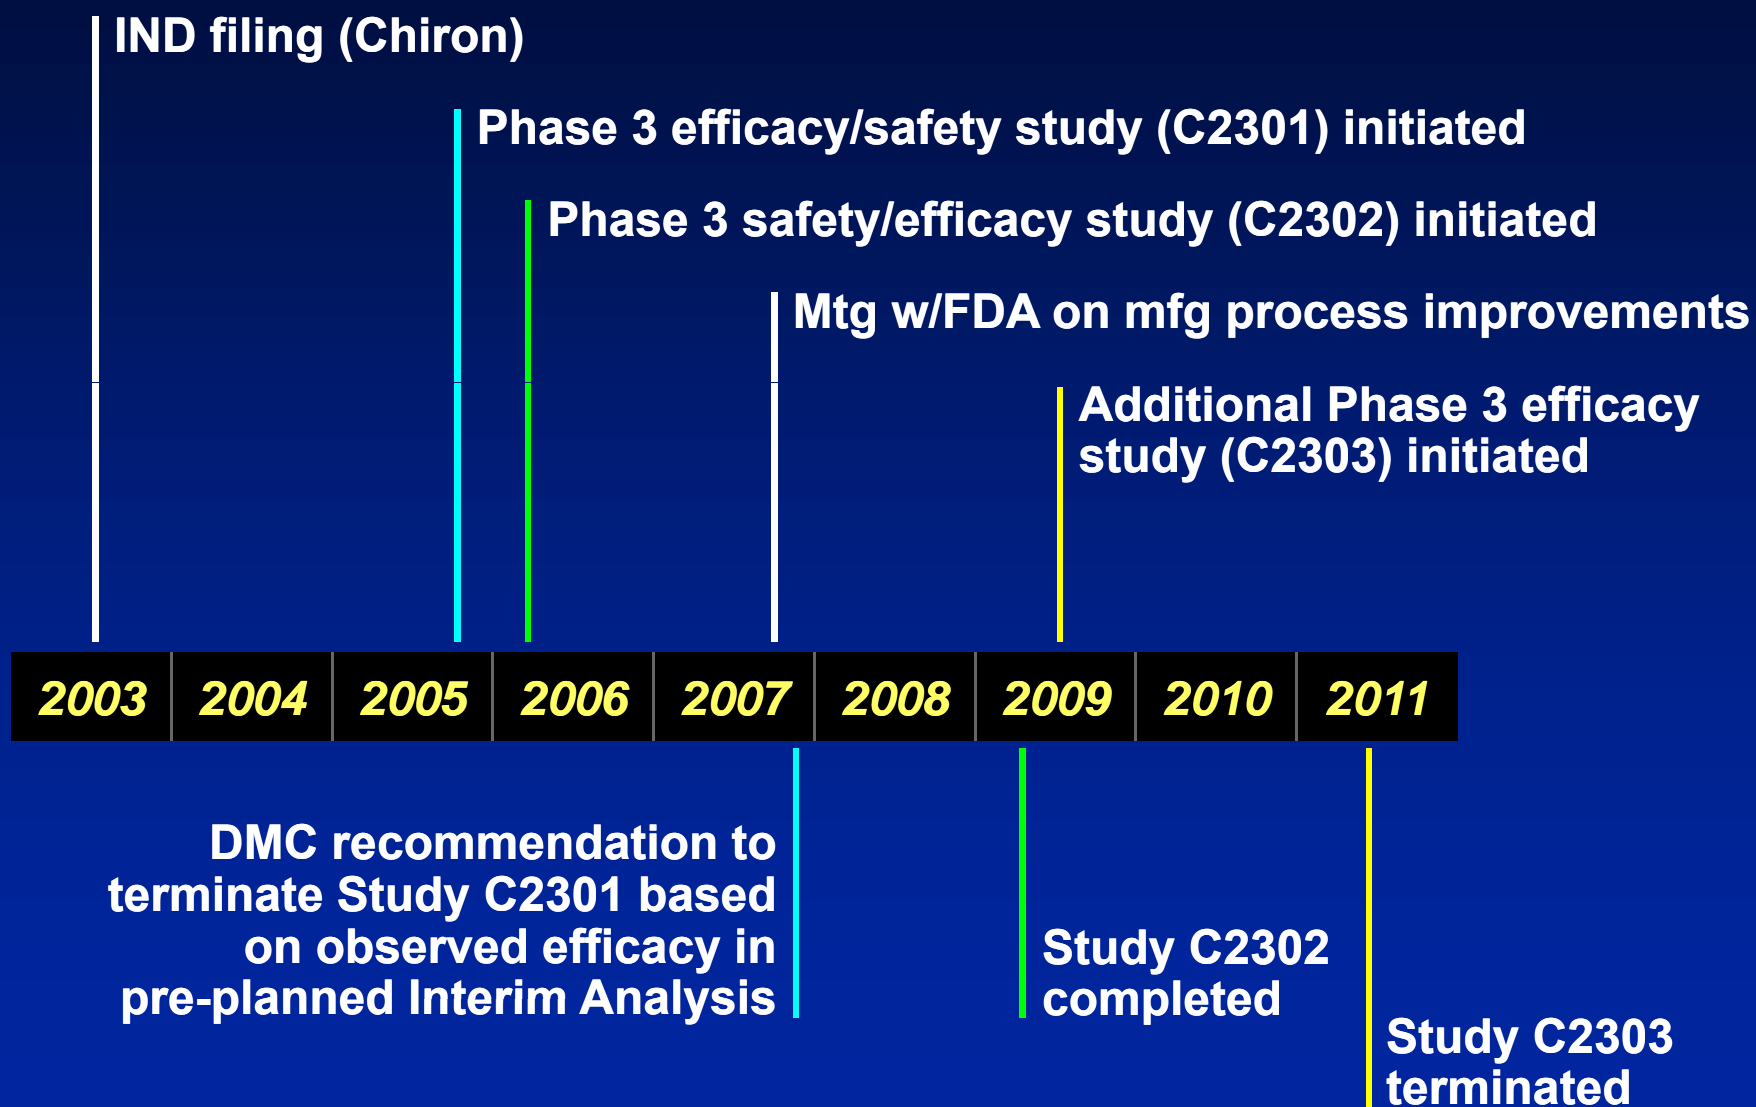 IND filing (Chiron)
Phase 3 efficacy/safety study (C2301) initiated
Phase 3 safety/efficacy study (C2302) initiated
Mtg w/FDA on mfg process improvements
Additional Phase 3 efficacy
study (C2303) initiated
2003 2004 2005 2006 2007 2008 2009 2010 2011
DMC recommendation to
terminate Study C2301 based
on observed efficacy in
pre-planned Interim Analysis
Study C2302
completed
Study C2303
terminated